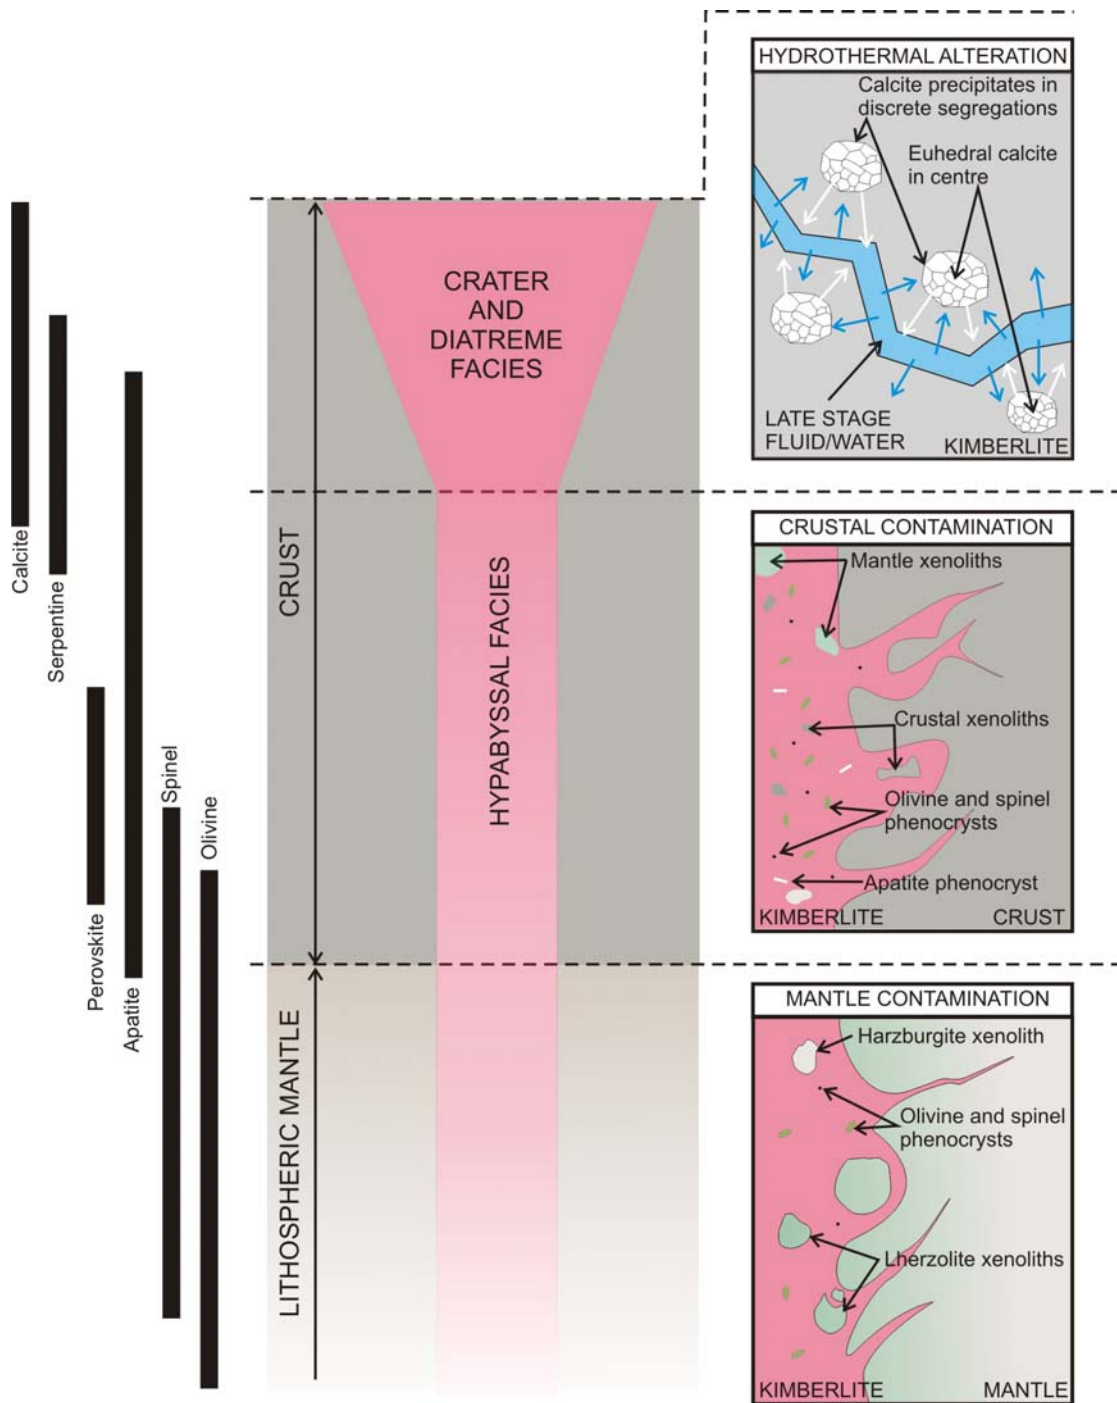 Calcite
Serpentine
Perovskite
Apatite
Spinel
Olivine
CRUST
LITHOSPHERIC MANTLE
CRATER
AND
DIATREME
FACIES
HYPABYSSAL FACIES
HYDROTHERMAL ALTERATION
Calcite precipitates in
discrete segregations
Euhedral calcite
in centre
LATE STAGE
FLUID/WATER
KIMBERLITE
CRUSTAL CONTAMINATION
Mantle xenoliths
Crustal xenoliths
Olivine and spinel
phenocrysts
Apatite phenocryst
KIMBERLITE
CRUST
MANTLE CONTAMINATION
Harzburgite xenolith
Olivine and spinel
phenocrysts
Lherzolite xenoliths
KIMBERLITE
MANTLE